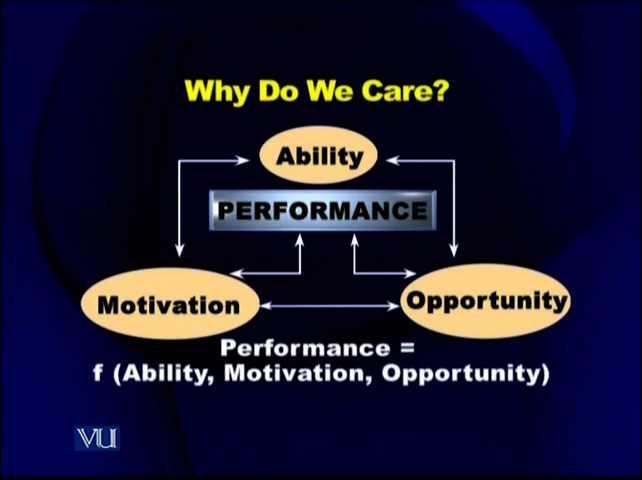 Why Do We Care?
Ability
PERFORMANCE
Motivation
Opportunity
Performance =
f (Ability, Motivation, Opportunity)
VU